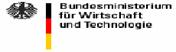 Bundesministerium
für Wirtschaft
und Technologie